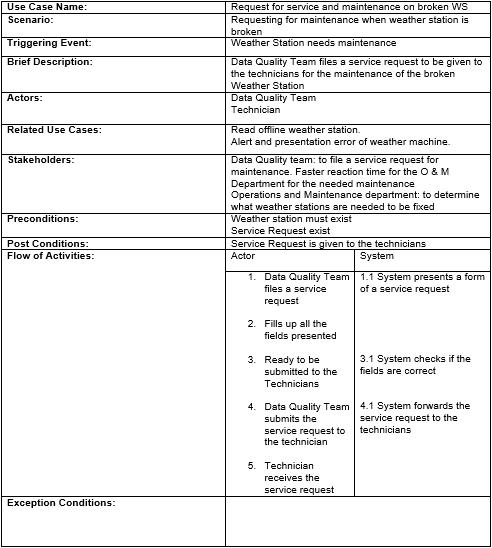 Use Case Name: Request for service and maintenance on broken WS
Scenario: Requesting for maintenance when weather station is
broken
Triggering Event: Weather Station needs maintenance
Brief Description: Data Quality Team files a service request to be given to
the technicians for the maintenance of the broken
Weather Station
Actors: Data Quality Team
Technician
Related Use Cases: Read offline weather station.
Alert and presentation error of weather machine.
Stakeholders: Data Quality team: to file a service request for
maintenance. Faster reaction time for the O & M
Department for the needed maintenance
Operations and Maintenance department: to determine
what weather stations are needed to be fixed
Preconditions: Weather station must exist
Service Request exist
Post Conditions: Service Request is given to the technicians
Flow of Activities: Actor System
1. Data Quality Team 1.1 System presents a form
files a service of a service request
request
2. Fills up all the
fields presented
3. Ready to be 3.1 System checks if the
submitted to the fields are correct
Technicians
4. Data Quality Team 4.1 System forwards the
submits the service request to the
service request to technicians
the technician
5. Technician
receives the
service request
Exception Conditions: